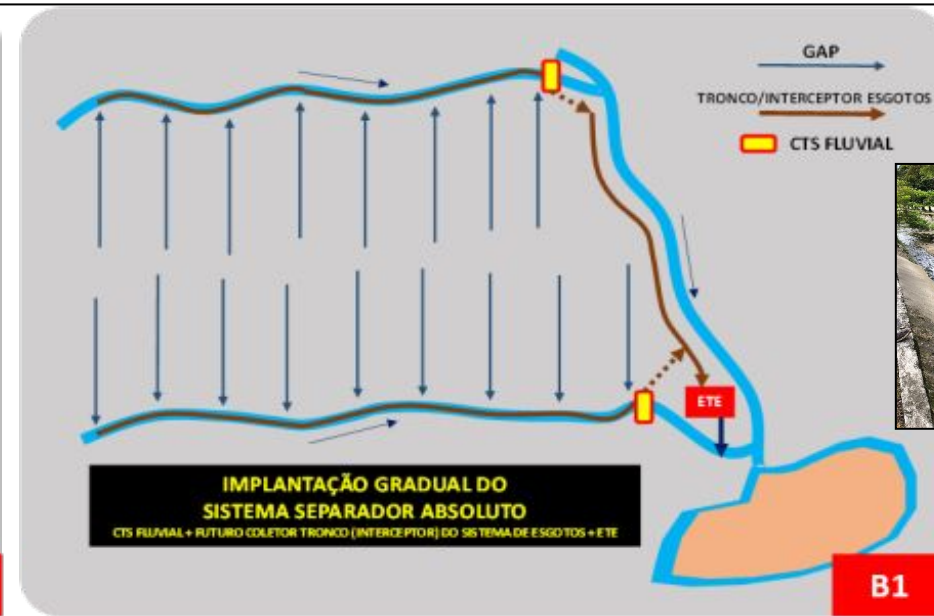 GAP
TRONCO/INTERCEPTOR ESGOTOS
CTS FLUVIAL
ETE
IMPLANTAÇÃO GRADUAL DO
SISTEMA SEPARADOR ABSOLUTO
CTS FLUVIAL + FUTURO COLETOR TRONCO (INTERCEPTOR) DO SISTEMA DE ESGOTOS + ETE
B1